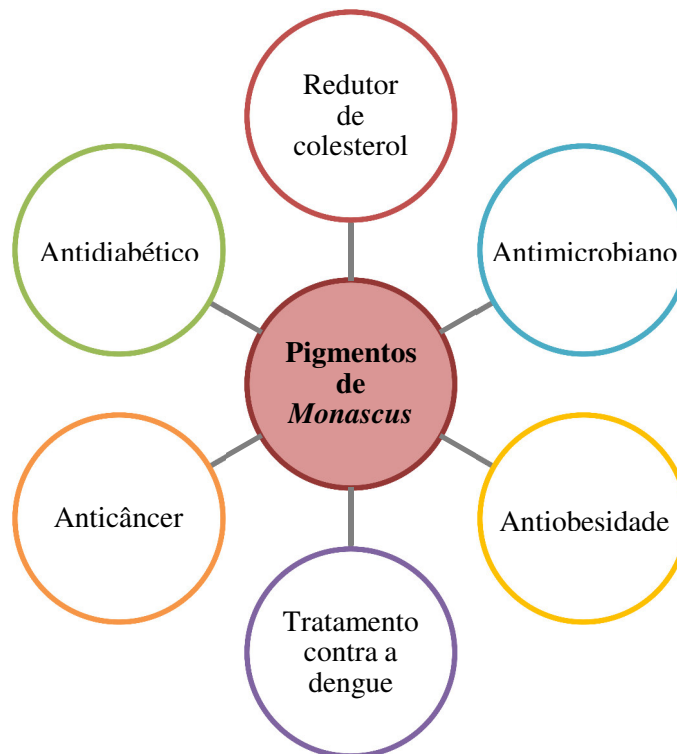 Redutor
de
colesterol
Antidiabético
Antimicrobiano
Pigmentos
de
Monascus
Anticâncer
Antiobesidade
Tratamento
contra a
dengue